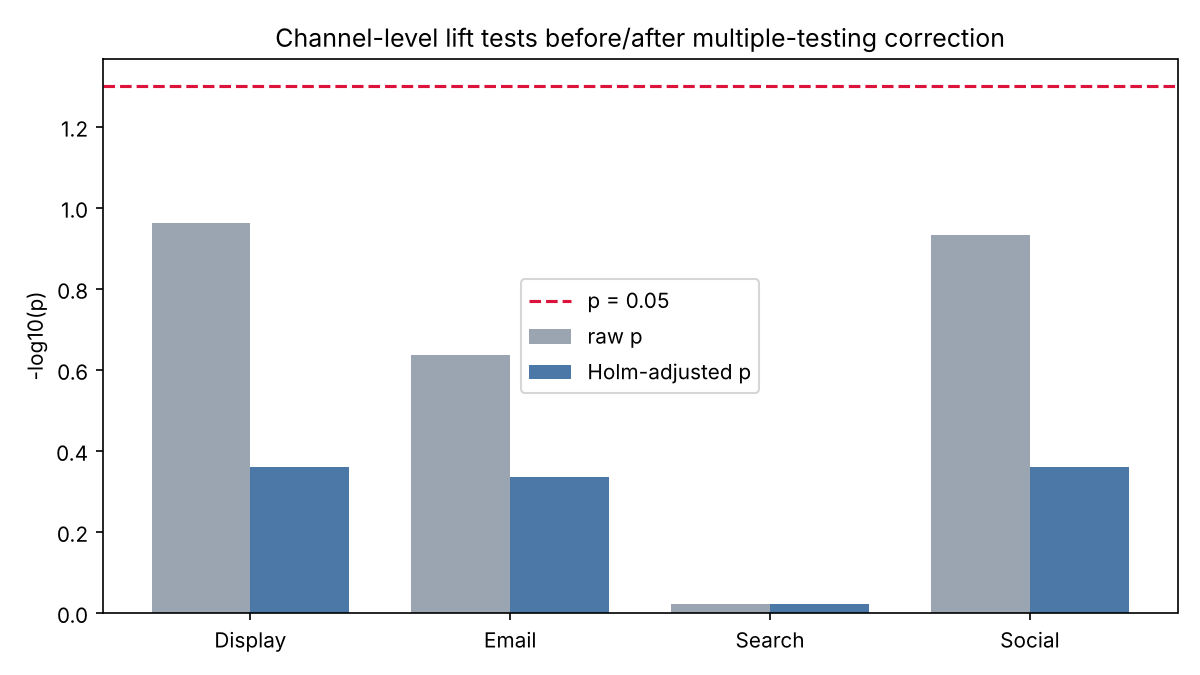 Channel-level lift tests before/after multiple-testing correction
-log10(p)
1.2
1.0
0.8
0.6
0.4
0.2
0.0
p = 0.05
raw p
Holm-adjusted p
Display
Email
Search
Social